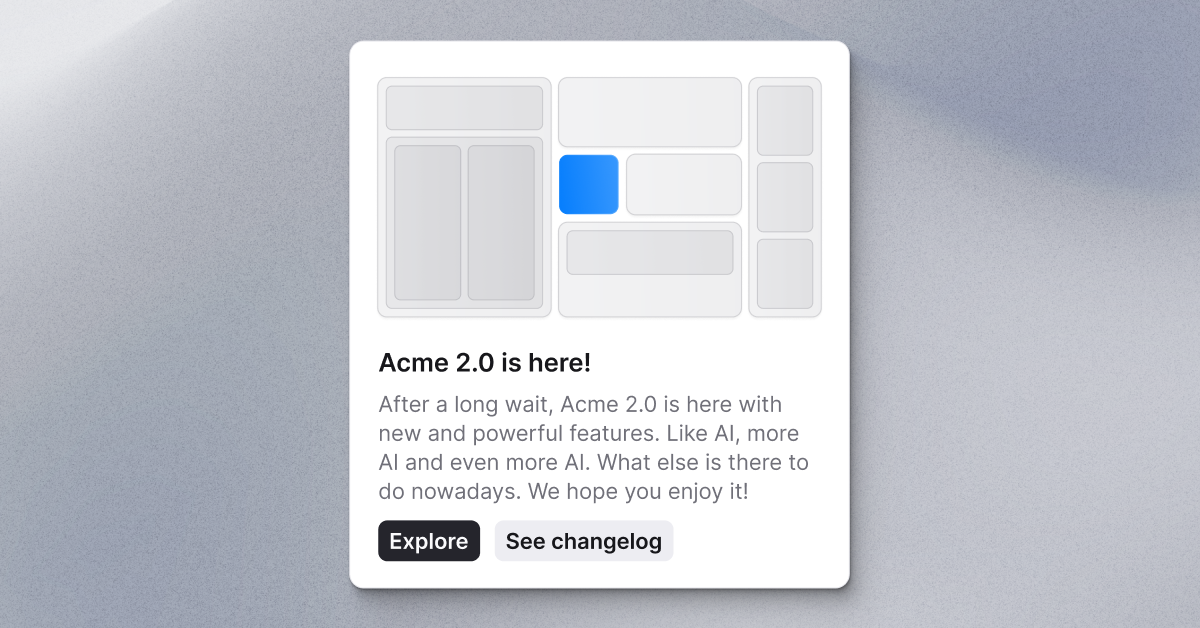 Acme 2.0 is here!
After a long wait, Acme 2.0 is here with
new and powerful features. Like AI, more
AI and even more AI. What else is there to
do nowadays. We hope you enjoy it!
Explore
See changelog